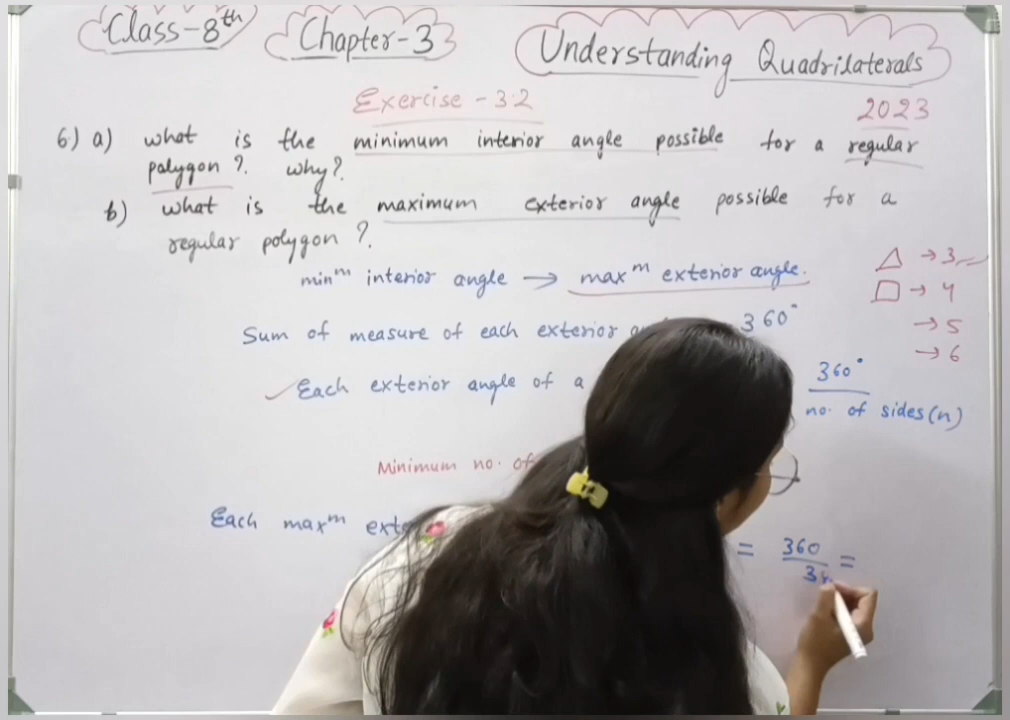 Class-8th Chapter-3 Understanding Quadrilaterals
Exercise - 3.2
2023
6) a) what is the minimum interior angle possible for a regular
polygon ?. why?.
b) what is the maximum exterior angle possible for a
regular polygon ?.
minm interior angle → maxm exterior angle.
△ → 3
□ → 4
→ 5
→ 6
Sum of measure of each exterior 360°
Each exterior angle of a 360°
no. of sides (n)
Minimum no. of
Each maxm = 360 =
3